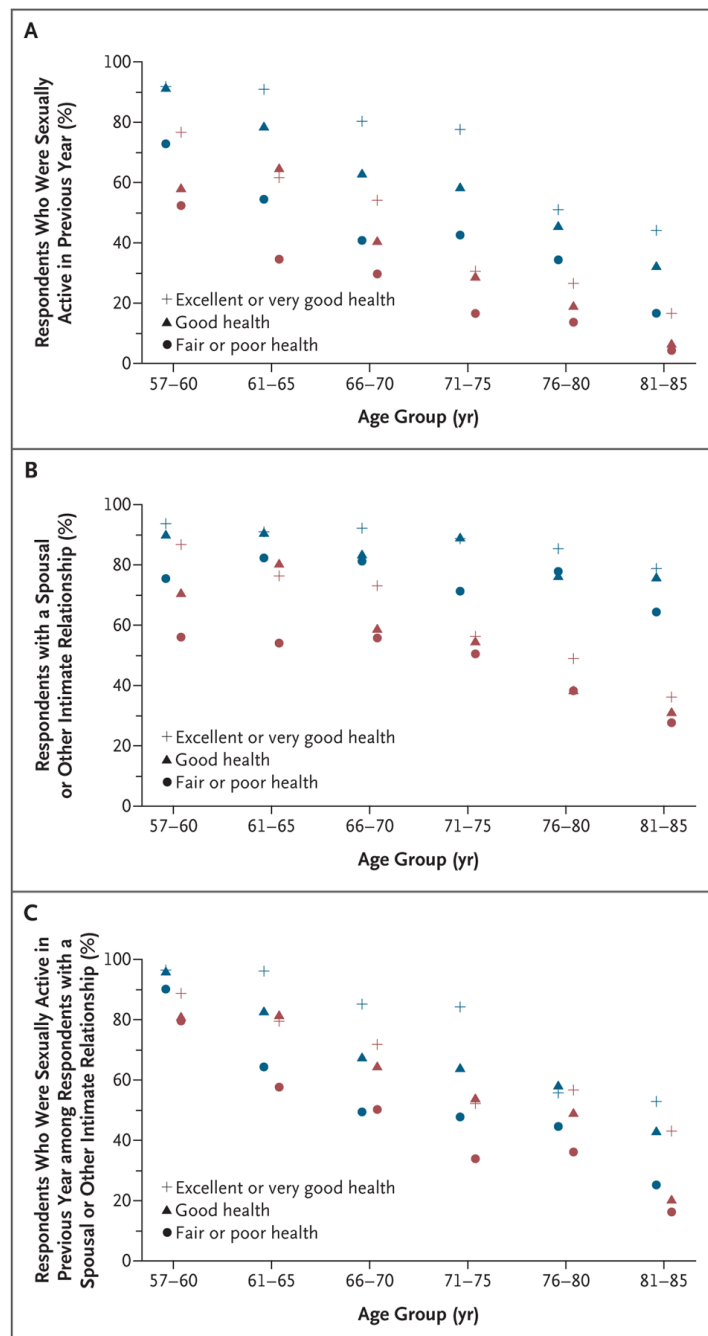 A
Respondents Who Were Sexually
Active in Previous Year (%)
100
80
60
40
20
0
Excellent or very good health
Good health
Fair or poor health
57–60
61–65
66–70
71–75
76–80
81–85
Age Group (yr)
B
Respondents with a Spousal
or Other Intimate Relationship (%)
100
80
60
40
20
0
Excellent or very good health
Good health
Fair or poor health
57–60
61–65
66–70
71–75
76–80
81–85
Age Group (yr)
C
Respondents Who Were Sexually Active in
Previous Year among Respondents with a
Spousal or Other Intimate Relationship (%)
100
80
60
40
20
0
Excellent or very good health
Good health
Fair or poor health
57–60
61–65
66–70
71–75
76–80
81–85
Age Group (yr)